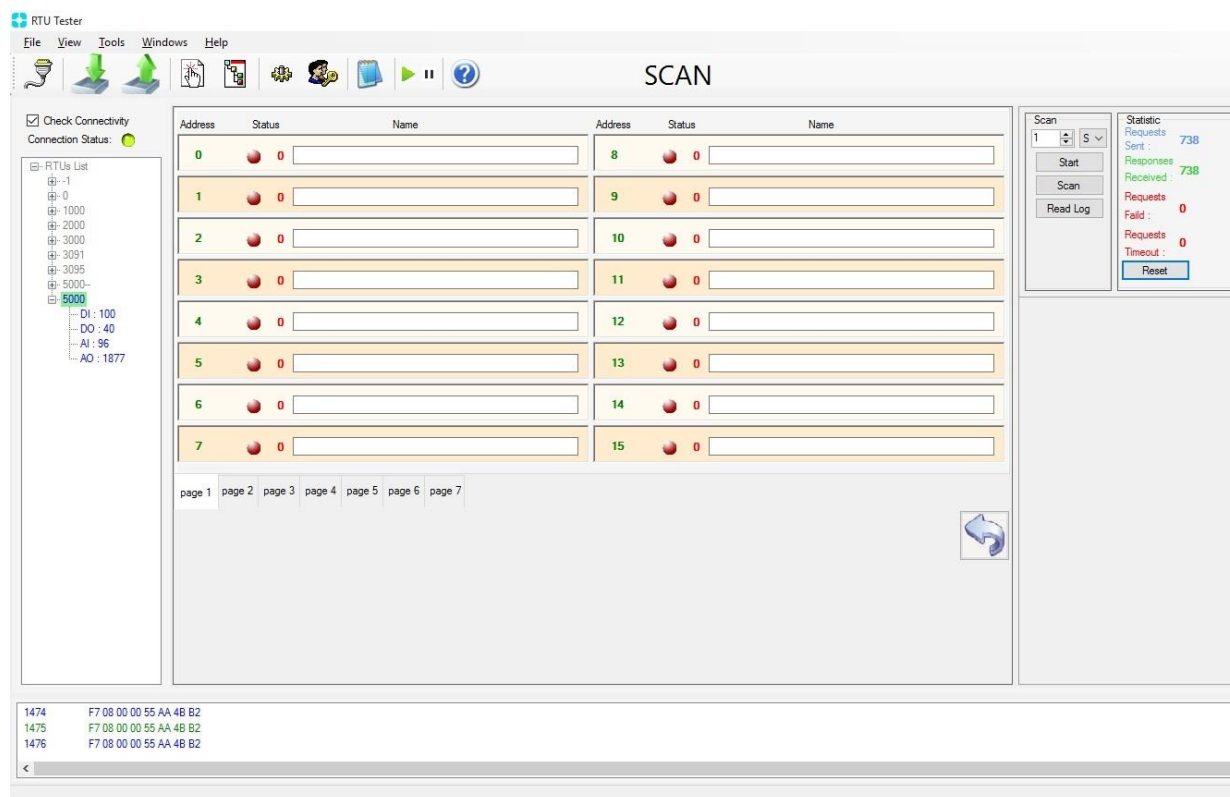 RTU Tester
File View Tools Windows Help
SCAN
Check Connectivity
Connection Status:
RTUs List
-1
0
1000
2000
3000
3091
3095
5000--
5000
DI : 100
DO : 40
AI : 96
AO : 1877
Address Status Name Address Status Name
0 0 8 0
1 0 9 0
2 0 10 0
3 0 11 0
4 0 12 0
5 0 13 0
6 0 14 0
7 0 15 0
page 1 page 2 page 3 page 4 page 5 page 6 page 7
Scan
1 S
Start
Scan
Read Log
Statistic
Requests
Sent : 738
Responses
Received : 738
Requests
Faild : 0
Requests
Timeout : 0
Reset
1474 F7 08 00 00 55 AA 4B B2
1475 F7 08 00 00 55 AA 4B B2
1476 F7 08 00 00 55 AA 4B B2